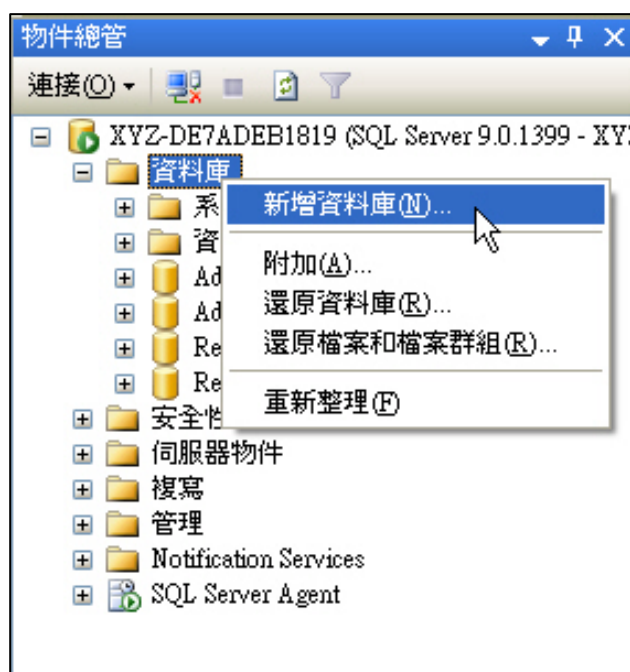 物件總管
連接(O)
XYZ-DE7ADEB1819 (SQL Server 9.0.1399 - XYZ
資料庫
系
新增資料庫(N)...
資
附加(A)...
Ad
還原資料庫(R)...
Ad
還原檔案和檔案群組(R)...
Re
Re
重新整理(F)
安全性
伺服器物件
複寫
管理
Notification Services
SQL Server Agent